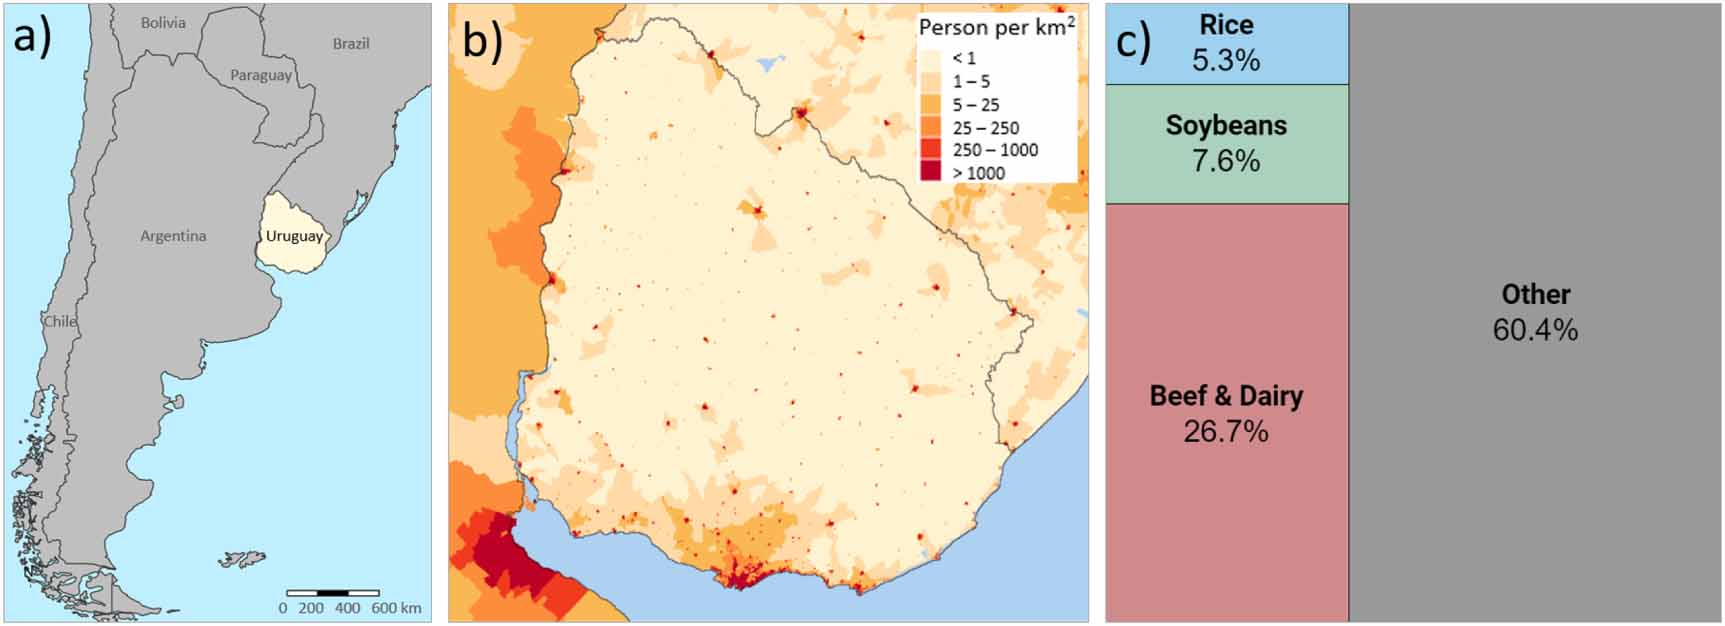 a)
Bolivia
Brazil
Paraguay
Argentina
Uruguay
Chile
0 200 400 600 km
b)
Person per km²
< 1
1 – 5
5 – 25
25 – 250
250 – 1000
> 1000
c)
Rice
5.3%
Soybeans
7.6%
Beef & Dairy
26.7%
Other
60.4%